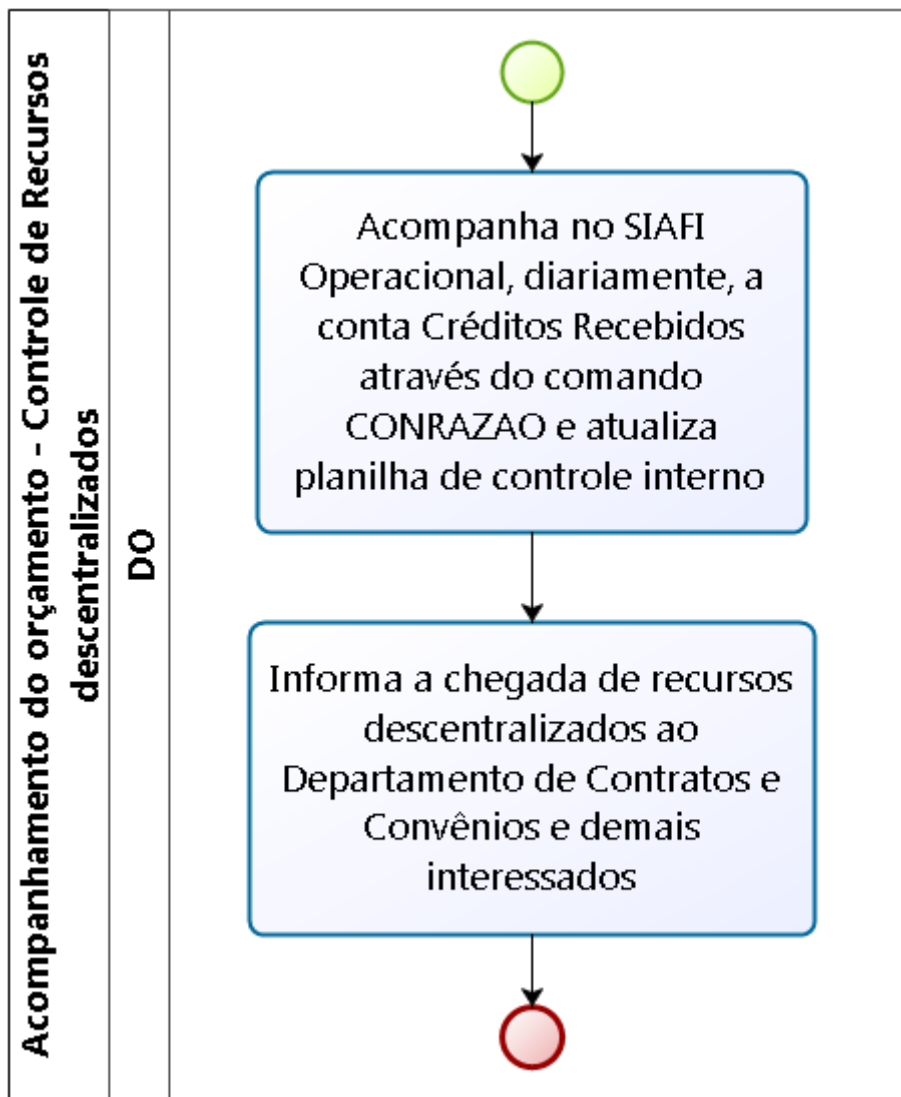 Acompanhamento do orçamento - Controle de Recursos
descentralizados
DO
Acompanha no SIAFI
Operacional, diariamente, a
conta Créditos Recebidos
através do comando
CONRAZAO e atualiza
planilha de controle interno
Informa a chegada de recursos
descentralizados ao
Departamento de Contratos e
Convênios e demais
interessados